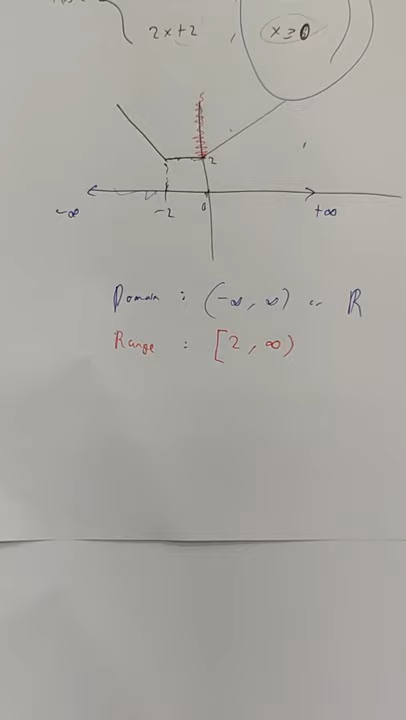 2x+2 , x ≥ 0
2
-∞ -2 0 +∞
Domain : (-∞, ∞) or R
Range : [2, ∞)